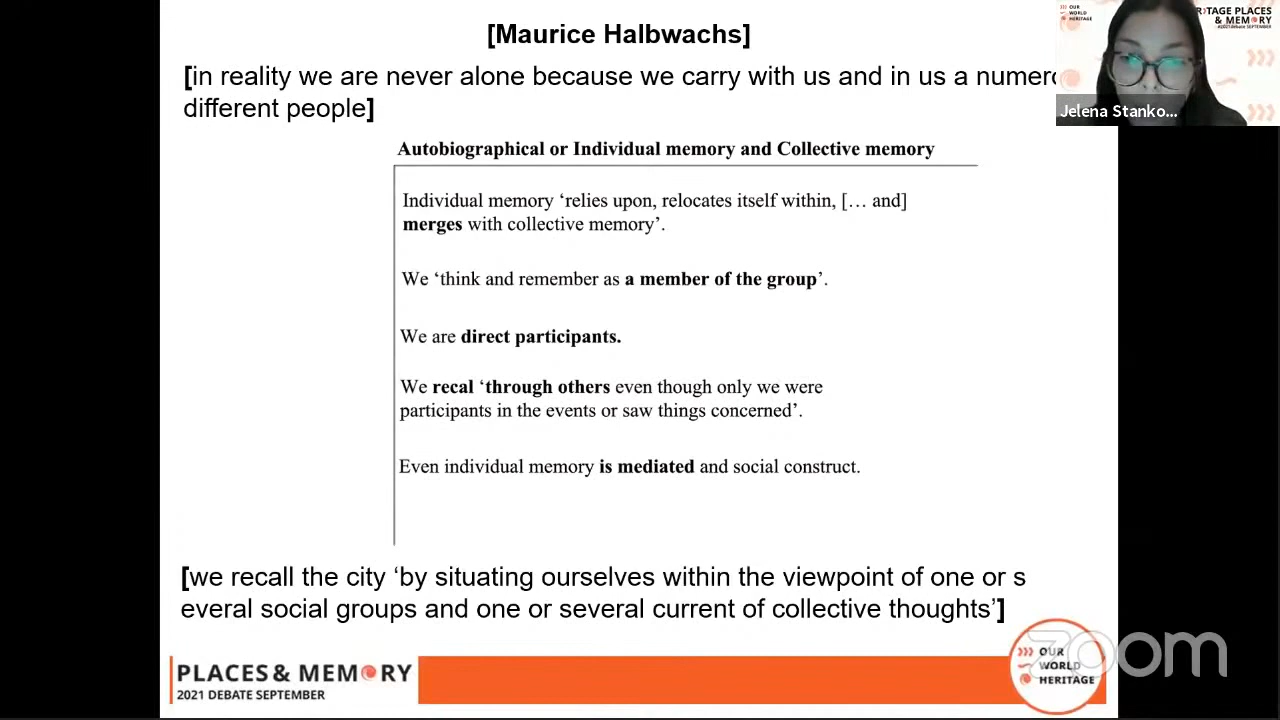 [Maurice Halbwachs]
[in reality we are never alone because we carry with us and in us a
different people]
Autobiographical or Individual memory and Collective memory
Individual memory ‘relies upon, relocates itself within, [… and]
merges with collective memory’.
We ‘think and remember as a member of the group’.
We are direct participants.
We recal ‘through others even though only we were
participants in the events or saw things concerned’.
Even individual memory is mediated and social construct.
[we recall the city ‘by situating ourselves within the viewpoint of one or s
everal social groups and one or several current of collective thoughts’]
PLACES & MEMORY
2021 DEBATE SEPTEMBER
OUR
WORLD
HERITAGE
zoom
OUR
WORLD
HERITAGE
PLACES
& MEMORY
Jelena Stanko...